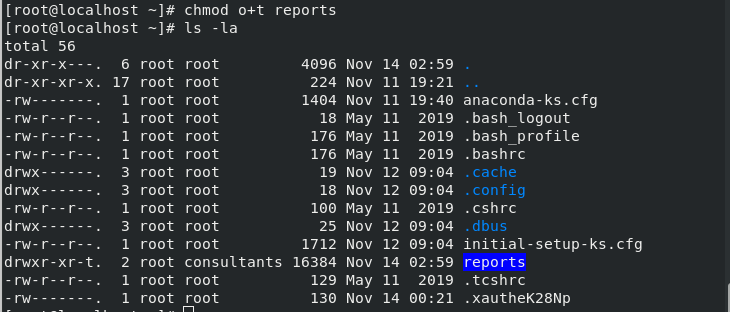 [root@localhost ~]# chmod o+t reports
[root@localhost ~]# ls -la
total 56
dr-xr-x---.  6 root root         4096 Nov 14 02:59 .
dr-xr-xr-x. 17 root root          224 Nov 11 19:21 ..
-rw-------.  1 root root         1404 Nov 11 19:40 anaconda-ks.cfg
-rw-r--r--.  1 root root           18 May 11  2019 .bash_logout
-rw-r--r--.  1 root root          176 May 11  2019 .bash_profile
-rw-r--r--.  1 root root          176 May 11  2019 .bashrc
drwx------.  3 root root           19 Nov 12 09:04 .cache
drwx------.  3 root root           18 Nov 12 09:04 .config
-rw-r--r--.  1 root root          100 May 11  2019 .cshrc
drwx------.  3 root root           25 Nov 12 09:04 .dbus
-rw-r--r--.  1 root root         1712 Nov 12 09:04 initial-setup-ks.cfg
drwxr-xr-t.  2 root consultants 16384 Nov 14 02:59 reports
-rw-r--r--.  1 root root          129 May 11  2019 .tcshrc
-rw-------.  1 root root          130 Nov 14 00:21 .xautheK28Np
[root@localhost ~]#